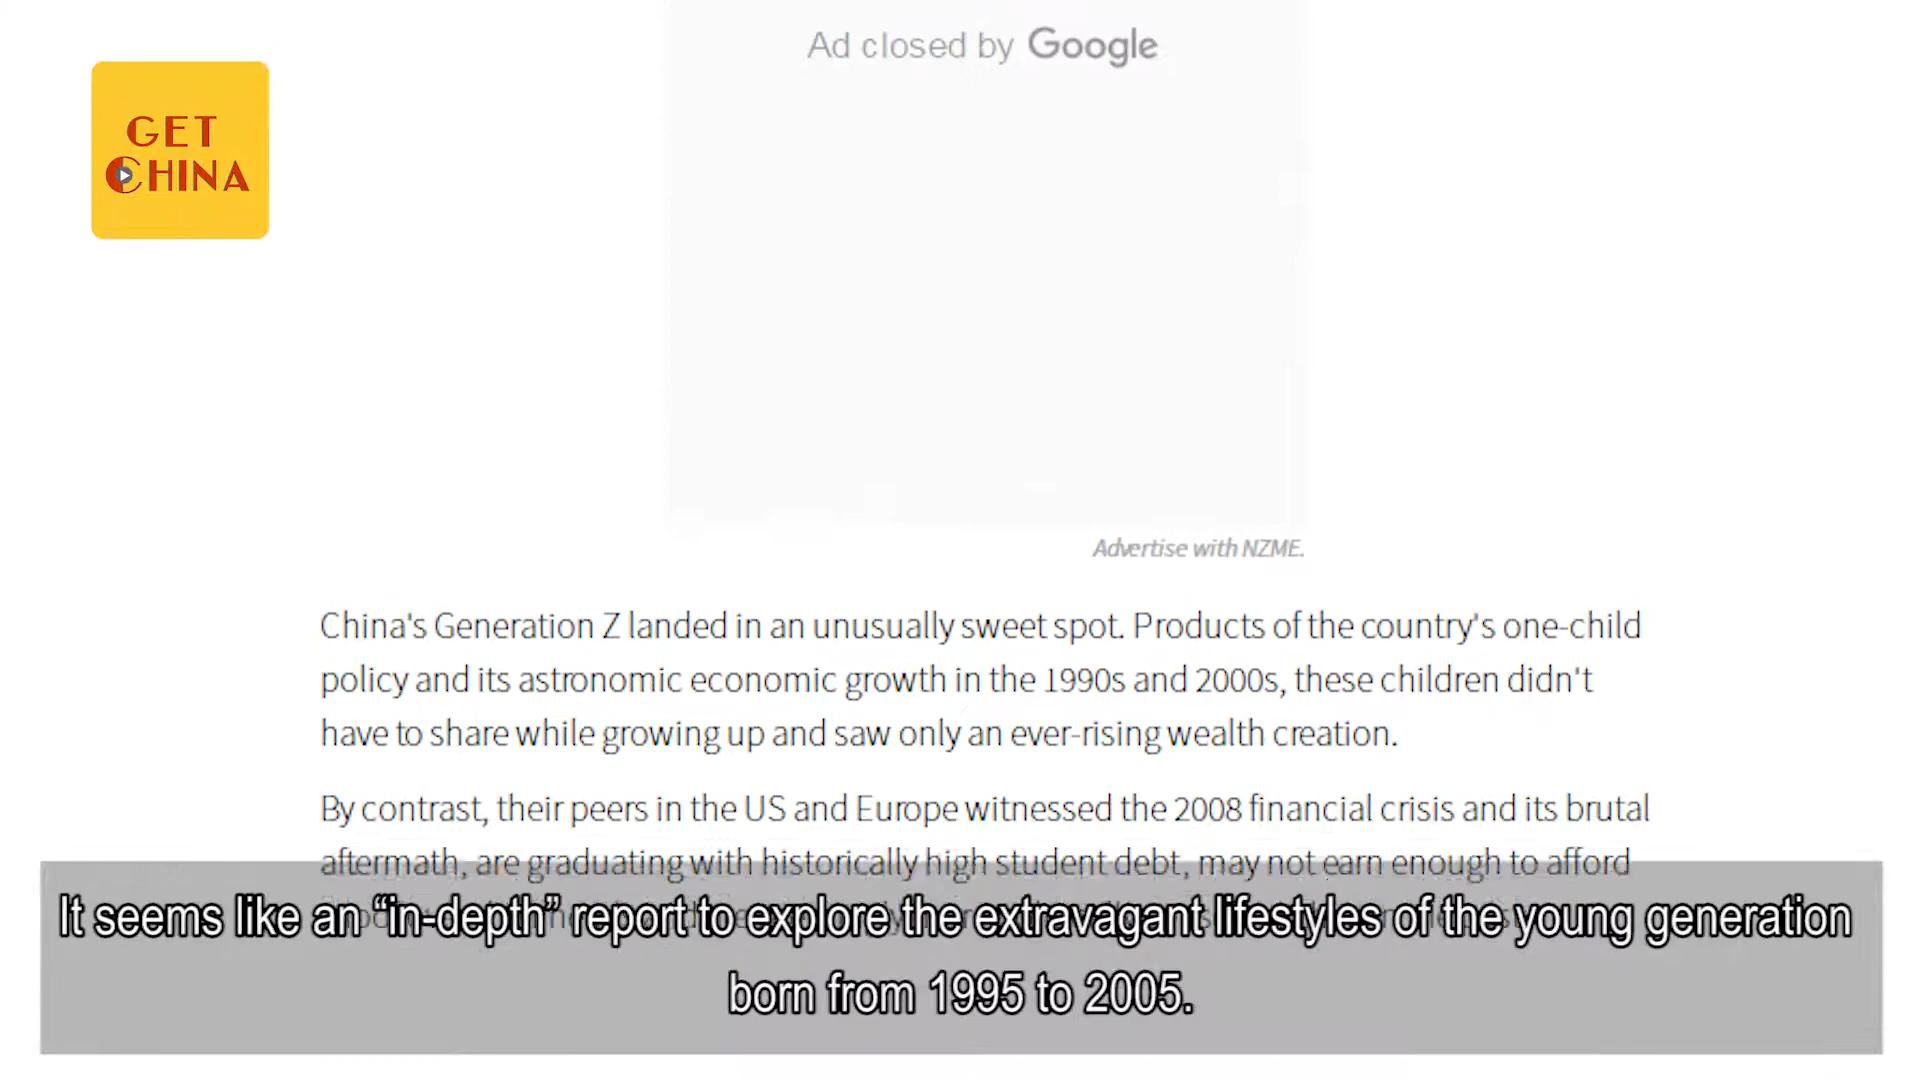 Ad closed by Google
GET
CHINA
Advertise with NZME.
China's Generation Z landed in an unusually sweet spot. Products of the country's one-child
policy and its astronomic economic growth in the 1990s and 2000s, these children didn't
have to share while growing up and saw only an ever-rising wealth creation.
By contrast, their peers in the US and Europe witnessed the 2008 financial crisis and its brutal
aftermath, are graduating with historically high student debt, may not earn enough to afford
It seems like an “in-depth” report to explore the extravagant lifestyles of the young generation
born from 1995 to 2005.